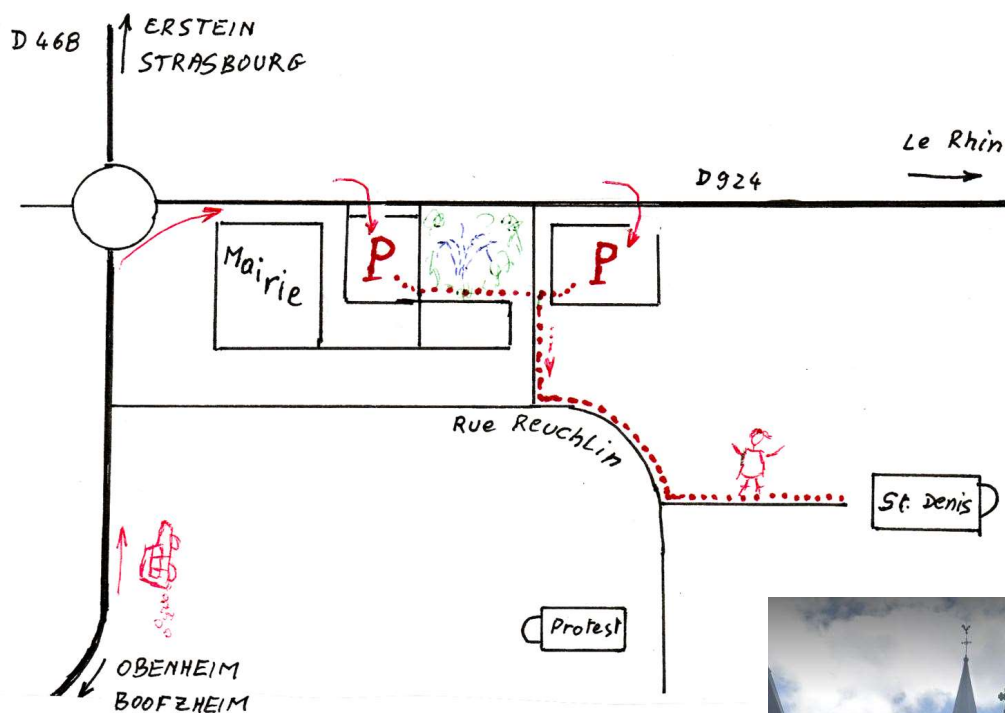 D 468
ERSTEIN
STRASBOURG
Le Rhin
D924
Mairie
P
P
Rue Reuchlin
St. Denis
Protest
OBENHEIM
BOOFZHEIM